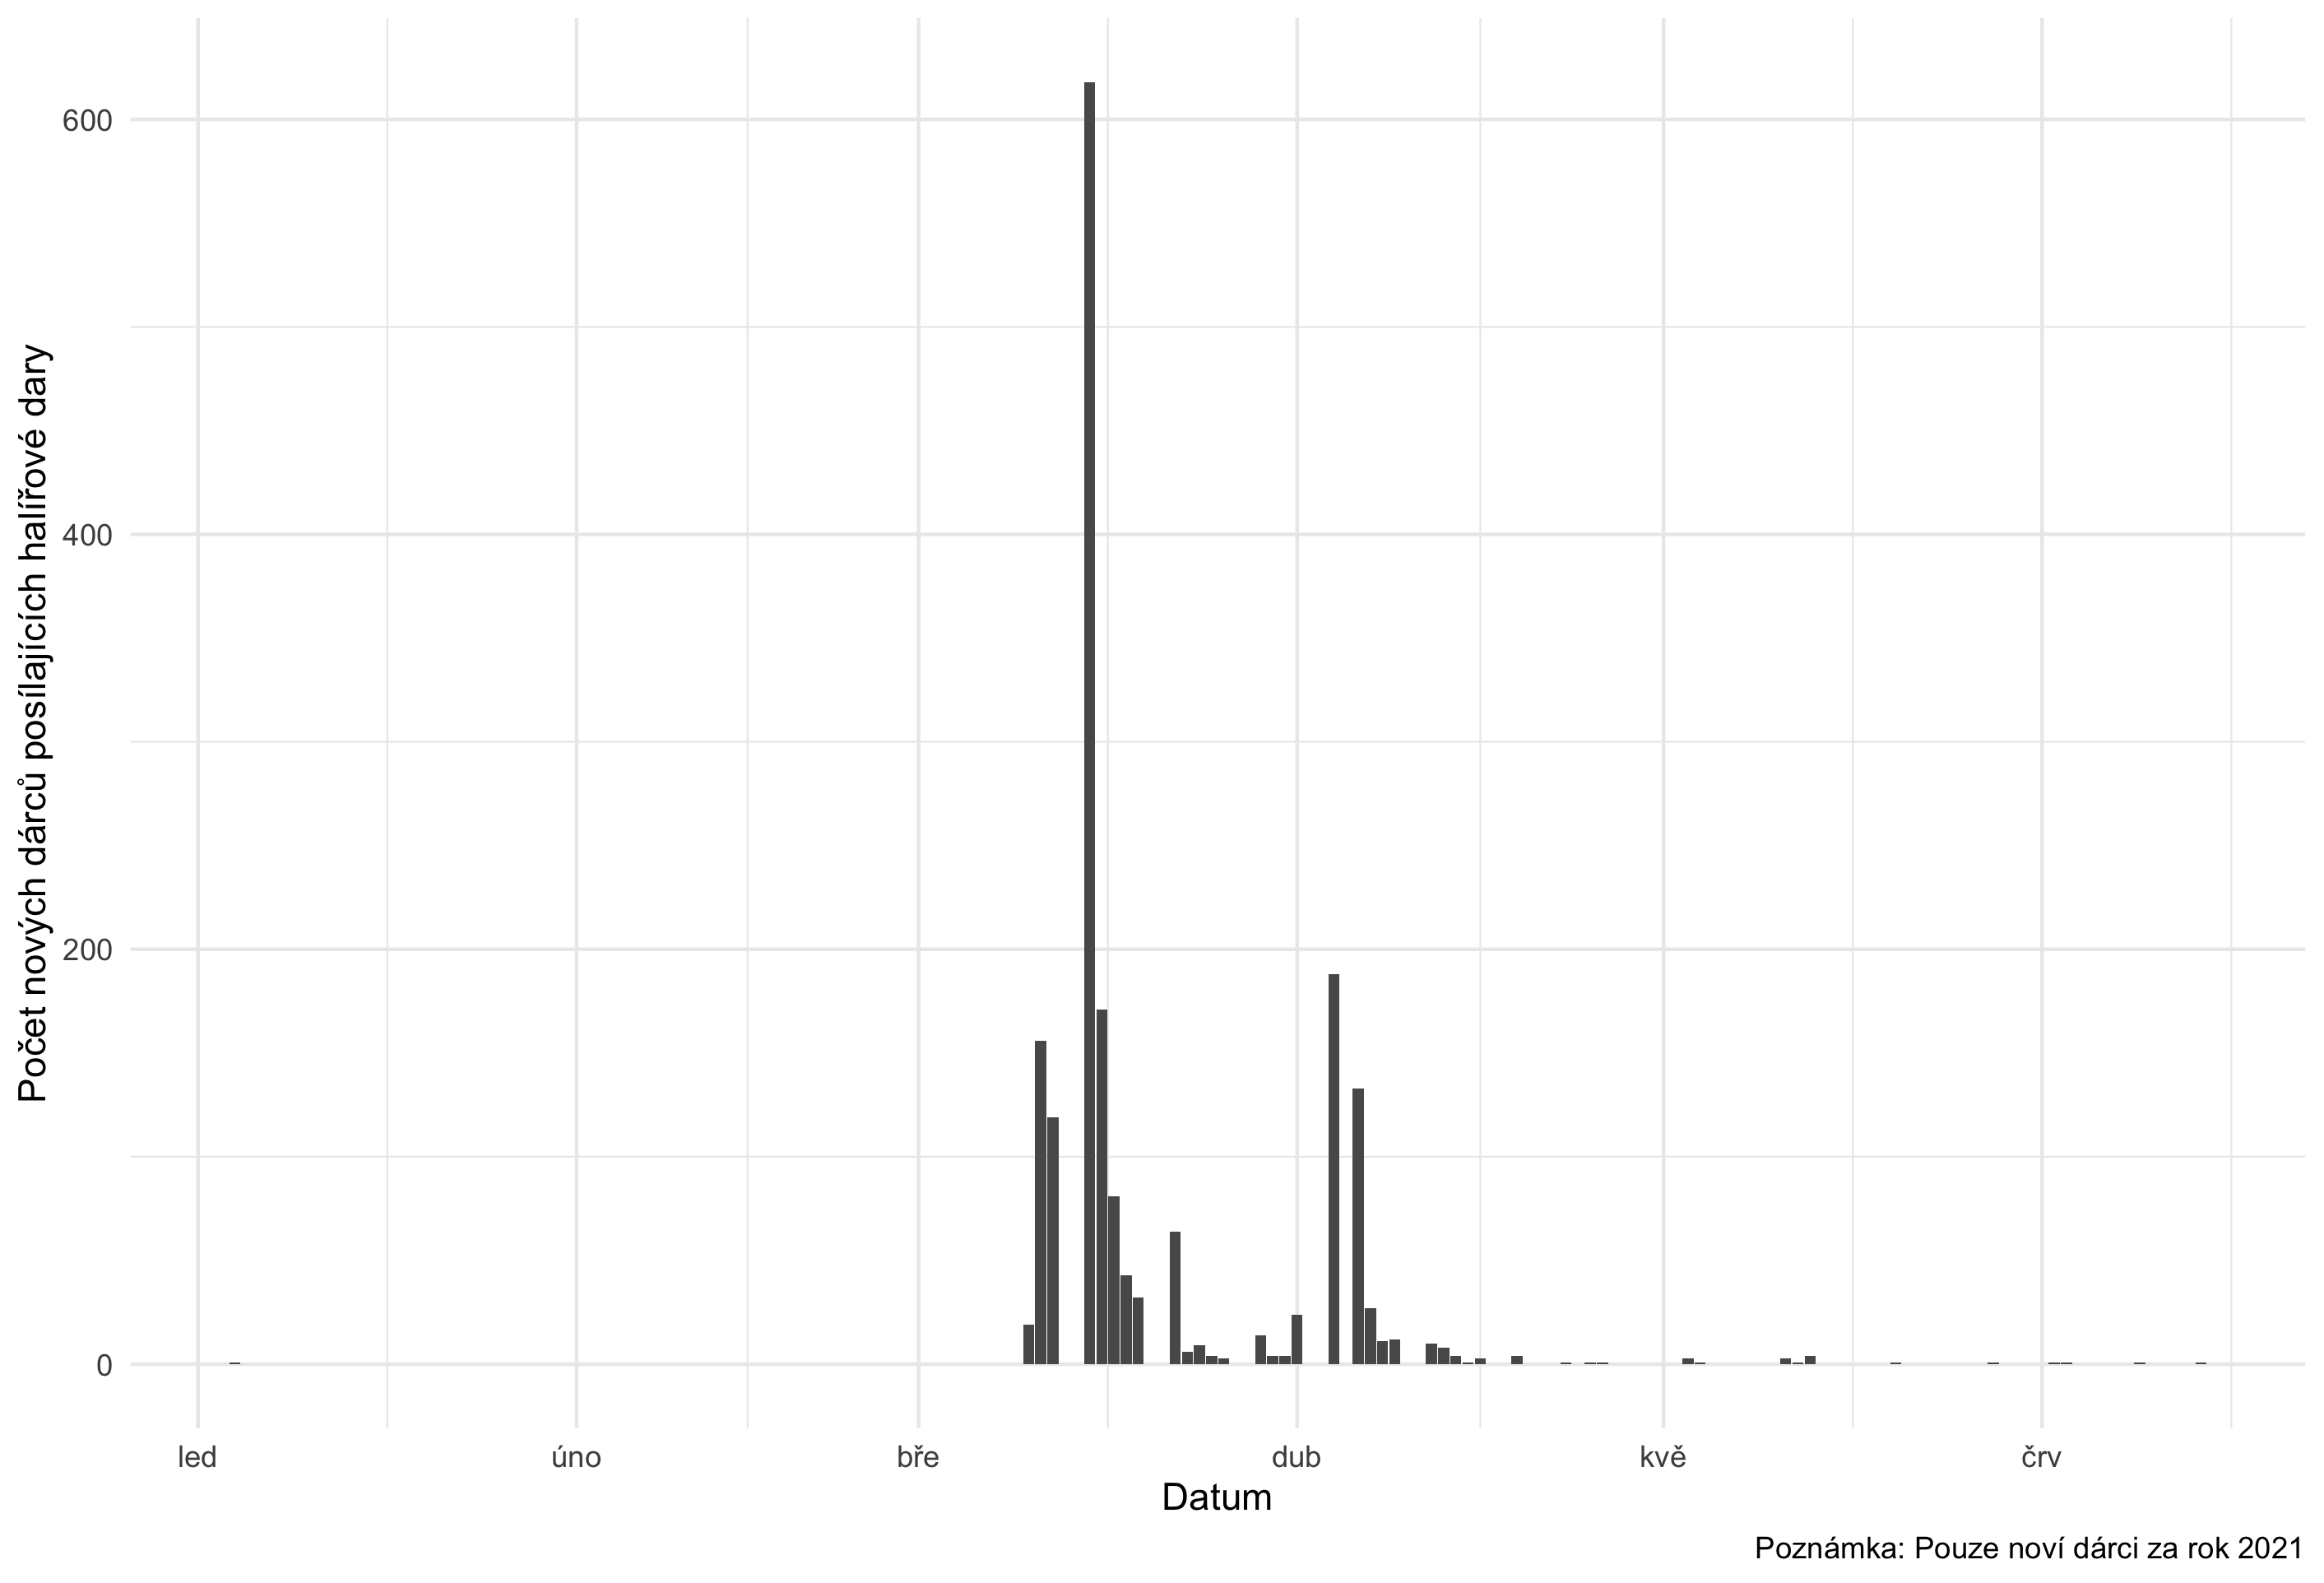 Počet nových dárců posílajících halířové dary
600
400
200
0
led úno bře dub kvě črv
Datum
Poznámka: Pouze noví dárci za rok 2021